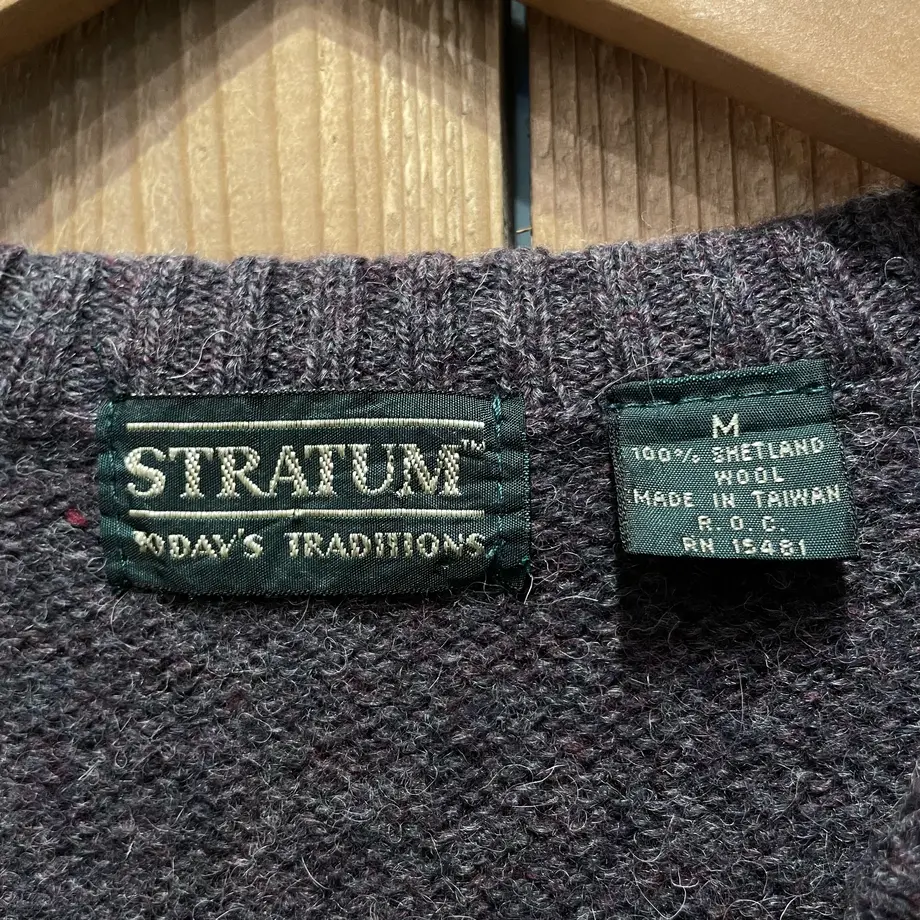 STRATUM™
TODAY'S TRADITIONS
M
100% SHETLAND
WOOL
MADE IN TAIWAN
R.O.C.
RN 15481